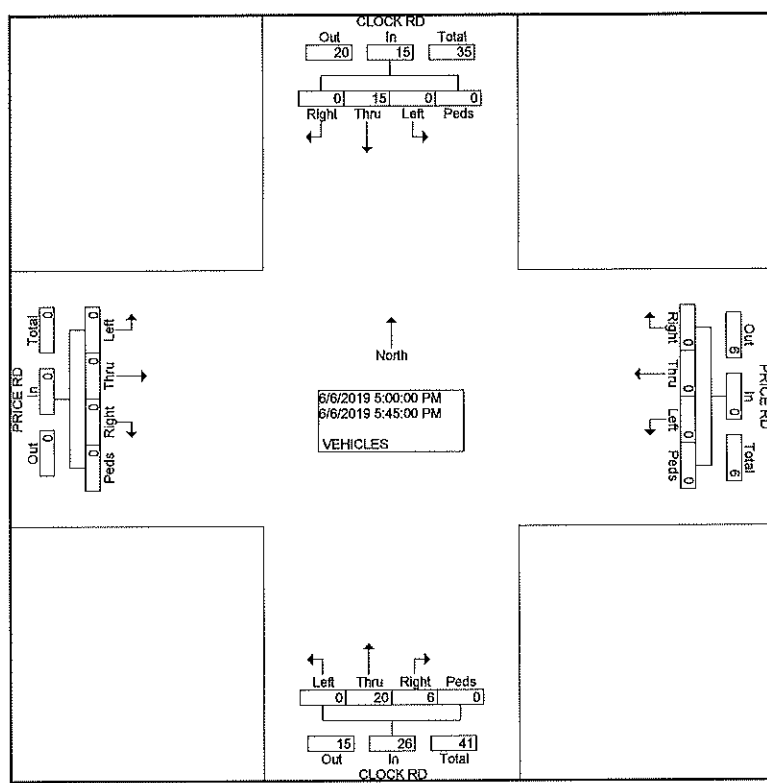 CLOCK RD
Out In Total
20 15 35
0 15 0 0
Right Thru Left Peds
PRICE RD
Total In Out
0 0 0
0 0 0 0
Left Thru Right Peds
North
6/6/2019 5:00:00 PM
6/6/2019 5:45:00 PM
VEHICLES
Right Thru Left Peds
0 0 0 0
Out In Total
6 0 6
PRICE RD
Left Thru Right Peds
0 20 6 0
15 26 41
Out In Total
CLOCK RD